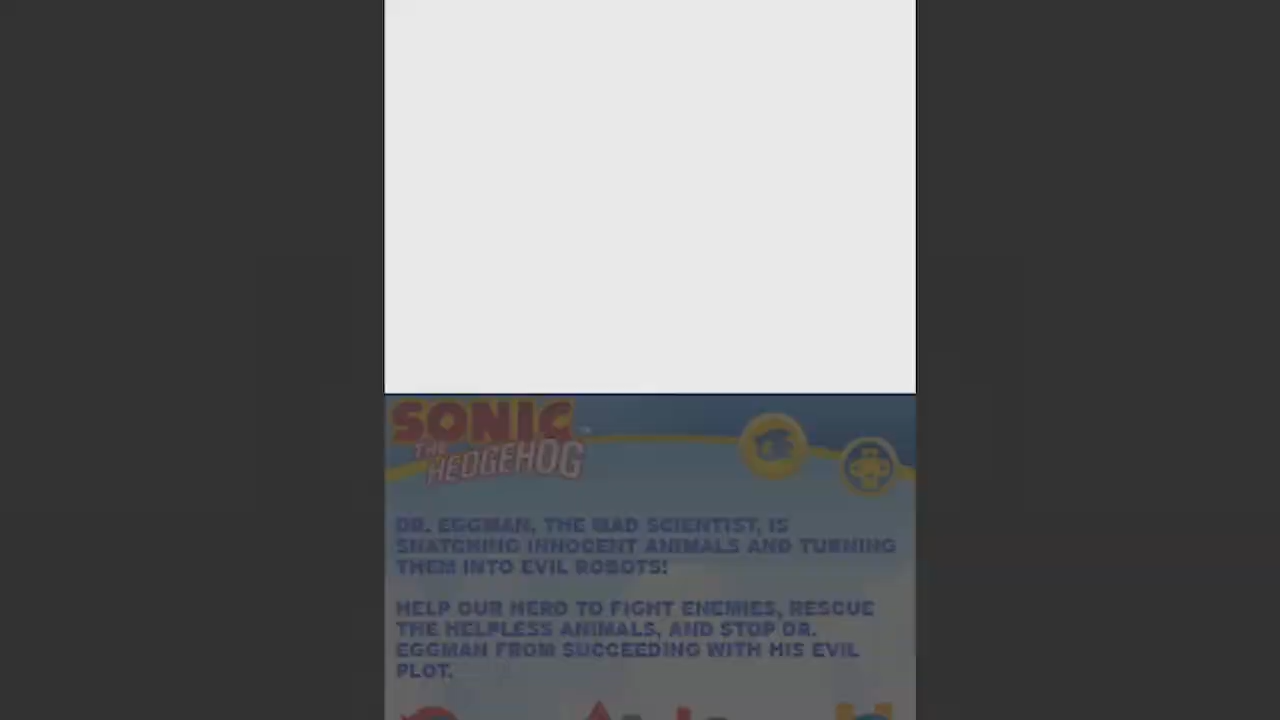 SONIC
THE
HEDGEHOG
DR. EGGMAN, THE MAD SCIENTIST, IS
SNATCHING INNOCENT ANIMALS AND TURNING
THEM INTO EVIL ROBOTS!
HELP OUR HERO TO FIGHT ENEMIES, RESCUE
THE HELPLESS ANIMALS, AND STOP DR.
EGGMAN FROM SUCCEEDING WITH HIS EVIL
PLOT.